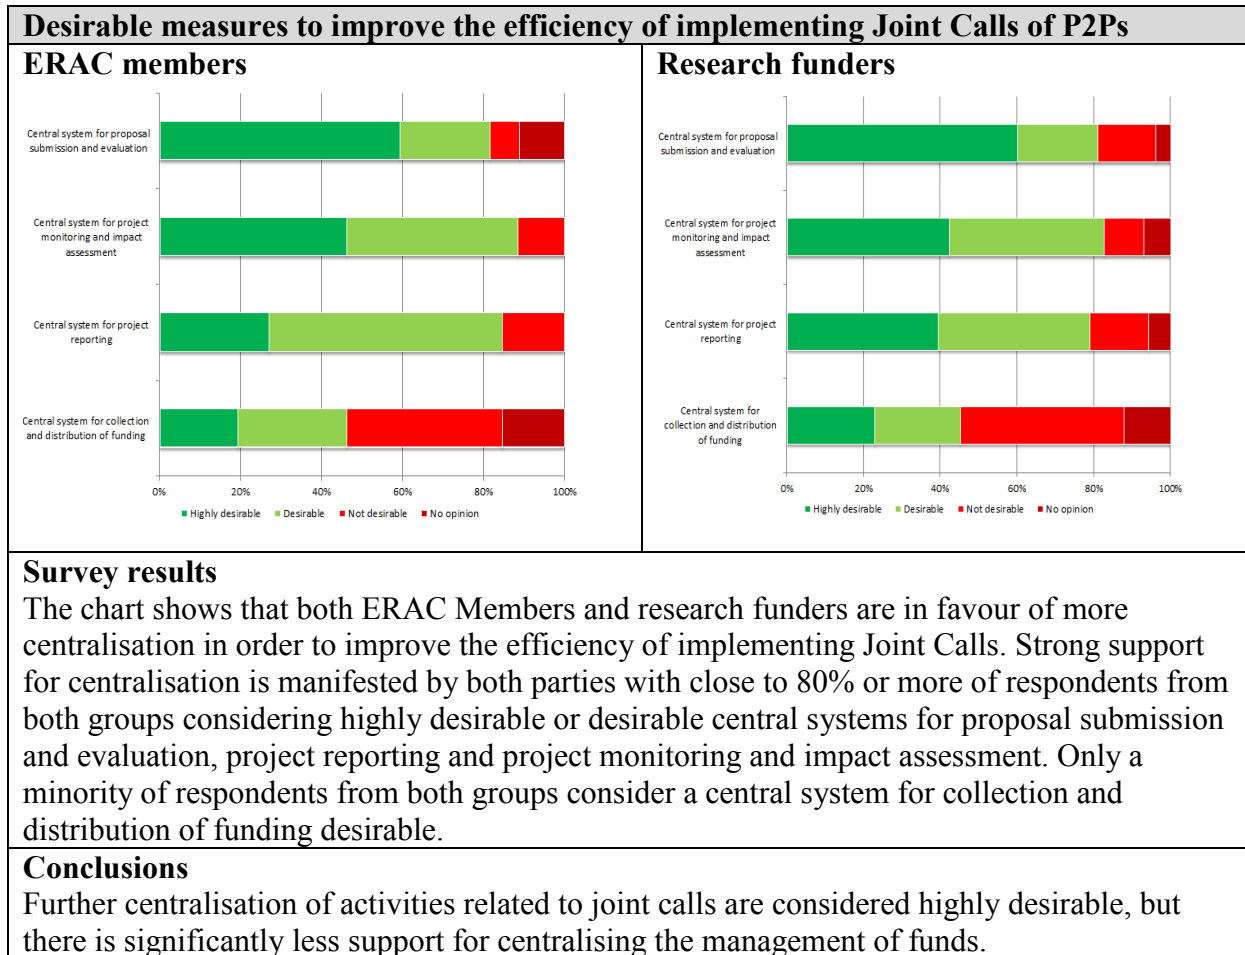 Desirable measures to improve the efficiency of implementing Joint Calls of P2Ps
ERAC members
Central system for proposal
submission and evaluation
Central system for project
monitoring and impact
assessment
Central system for project
reporting
Central system for collection
and distribution of funding
0% 20% 40% 60% 80% 100%
Highly desirable Desirable Not desirable No opinion
Research funders
Central system for proposal
submission and evaluation
Central system for project
monitoring and impact
assessment
Central system for project
reporting
Central system for
collection and distribution
of funding
0% 20% 40% 60% 80% 100%
Highly desirable Desirable Not desirable No opinion
Survey results
The chart shows that both ERAC Members and research funders are in favour of more
centralisation in order to improve the efficiency of implementing Joint Calls. Strong support
for centralisation is manifested by both parties with close to 80% or more of respondents from
both groups considering highly desirable or desirable central systems for proposal submission
and evaluation, project reporting and project monitoring and impact assessment. Only a
minority of respondents from both groups consider a central system for collection and
distribution of funding desirable.
Conclusions
Further centralisation of activities related to joint calls are considered highly desirable, but
there is significantly less support for centralising the management of funds.